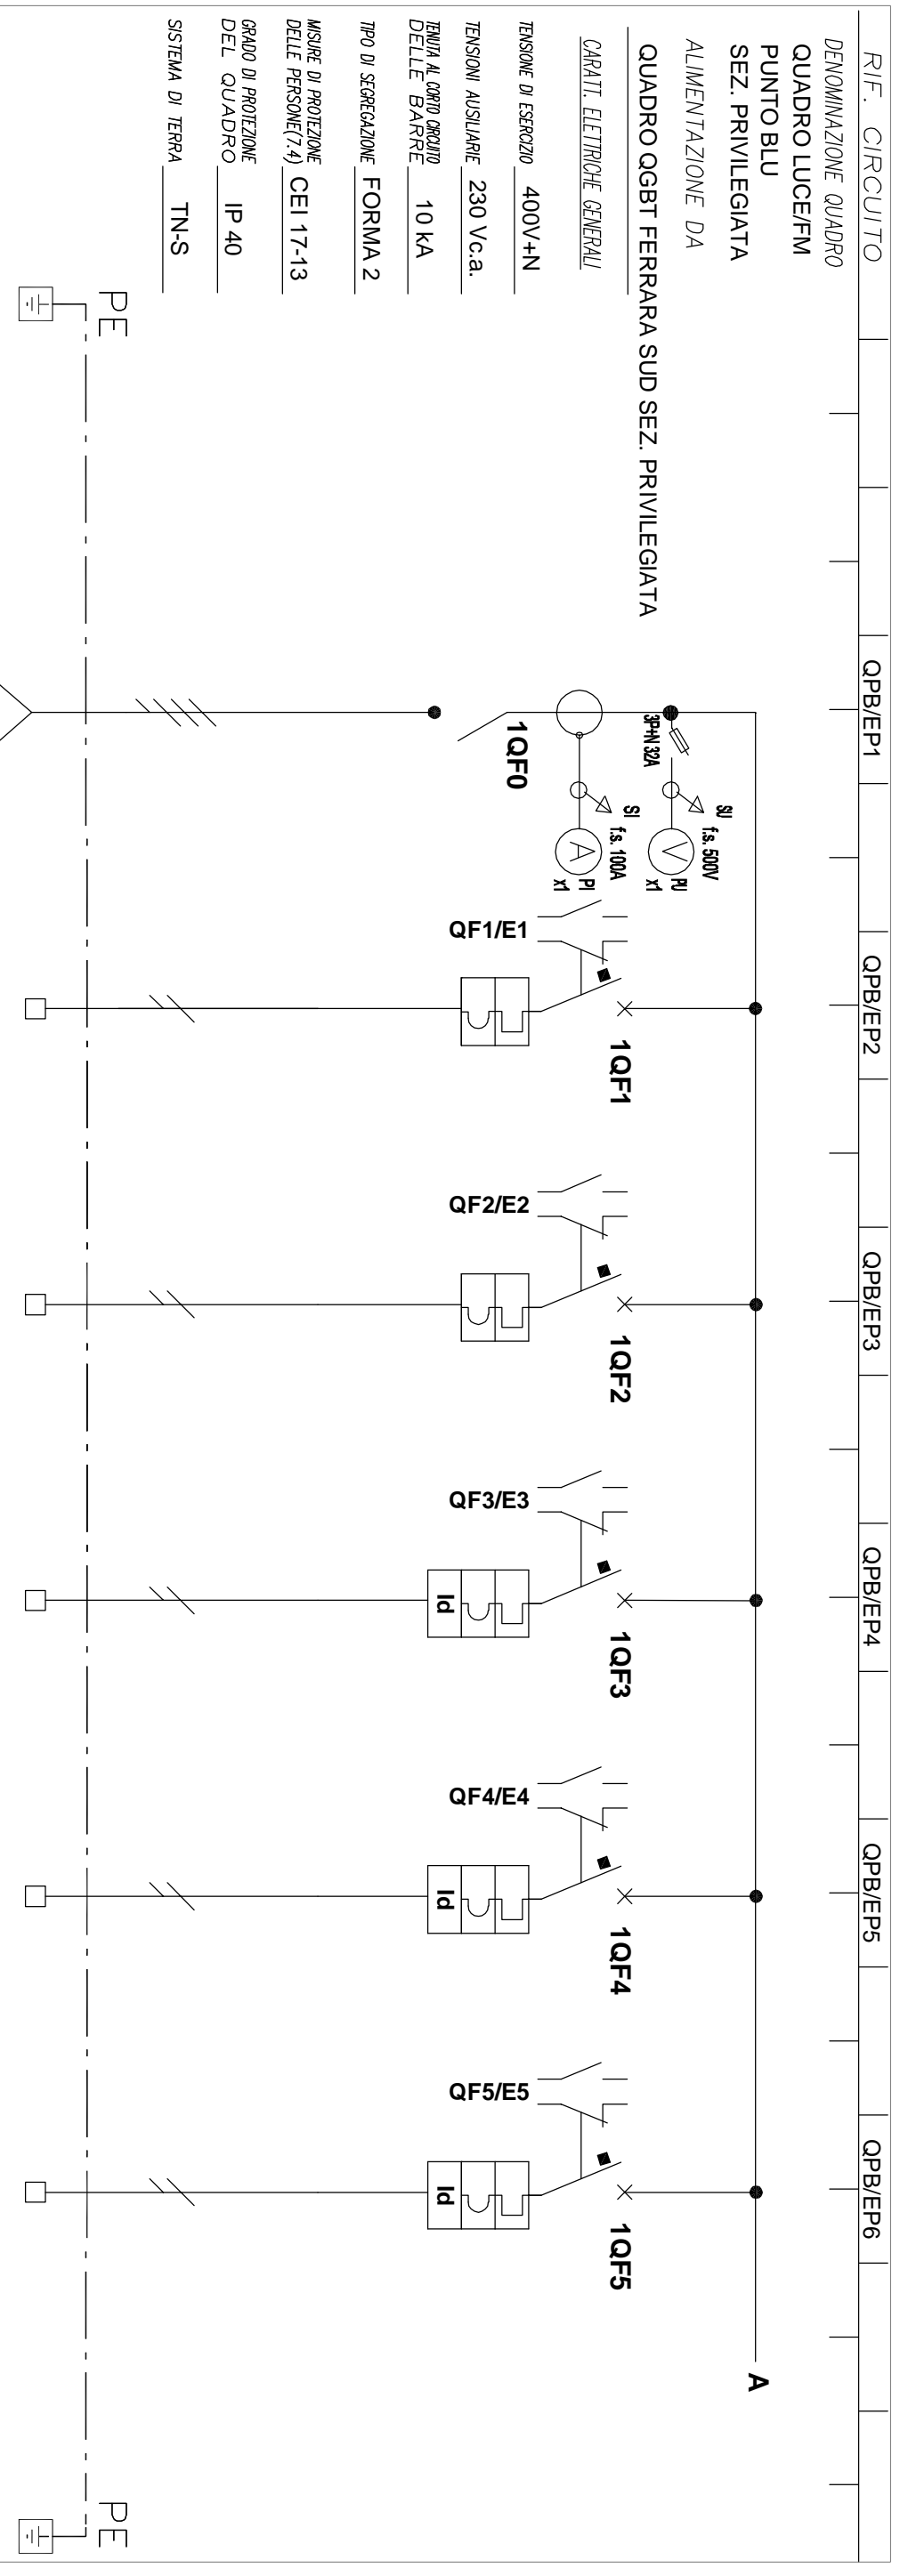 RIF. CIRCUITO
QPB/EP1
QPB/EP2
QPB/EP3
QPB/EP4
QPB/EP5
QPB/EP6
DENOMINAZIONE QUADRO
QUADRO LUCE/FM
PUNTO BLU
SEZ. PRIVILEGIATA
ALIMENTAZIONE DA
QUADRO QGBT FERRARA SUD SEZ. PRIVILEGIATA
CARATT. ELETTRICHE GENERALI
TENSIONE DI ESERCIZIO 400V+N
TENSIONI AUSILIARIE 230 Vc.a.
TENUTA AL CORTO CIRCUITO
DELLE BARRE 10 kA
TIPO DI SEGREGAZIONE FORMA 2
MISURE DI PROTEZIONE
DELLE PERSONE(7.4) CEI 17-13
GRADO DI PROTEZIONE
DEL QUADRO IP 40
SISTEMA DI TERRA TN-S
A
3P+N 32A
SU
f.s. 500V
V
PU
x1
SI
f.s. 100A
A
PI
x1
1QF0
QF1/E1
1QF1
QF2/E2
1QF2
QF3/E3
1QF3
Id
QF4/E4
1QF4
Id
QF5/E5
1QF5
Id
PE
PE